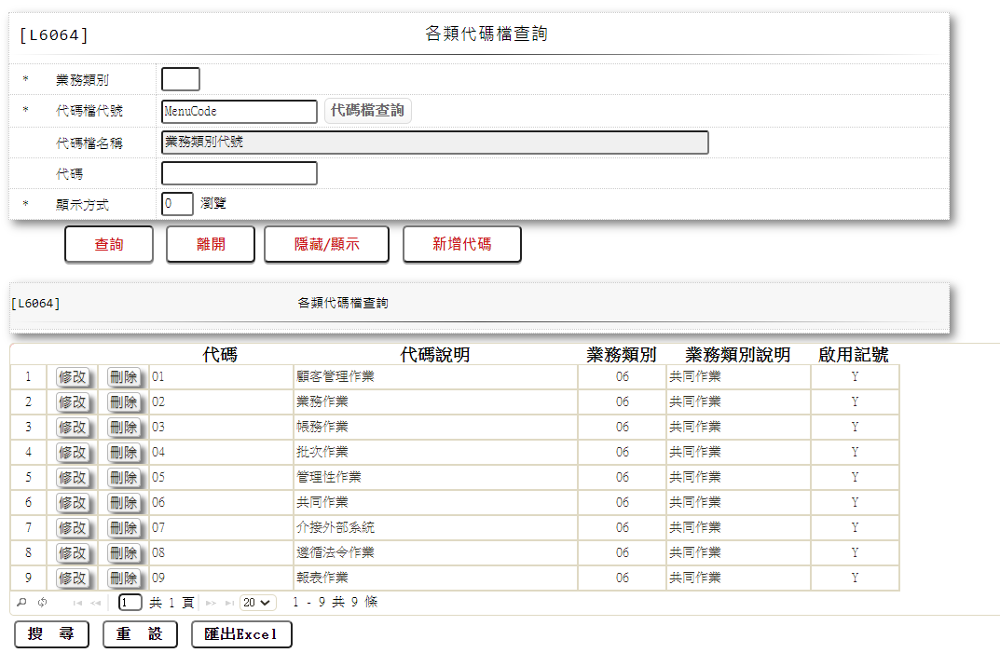 [L6064] 各類代碼檔查詢
* 業務類別
* 代碼檔代號 MenuCode 代碼檔查詢
代碼檔名稱 業務類別代號
代碼
* 顯示方式 0 瀏覽
查詢 離開 隱藏/顯示 新增代碼
[L6064] 各類代碼檔查詢
代碼 代碼說明 業務類別 業務類別說明 啟用記號
1 修改 刪除 01 顧客管理作業 06 共同作業 Y
2 修改 刪除 02 業務作業 06 共同作業 Y
3 修改 刪除 03 帳務作業 06 共同作業 Y
4 修改 刪除 04 批次作業 06 共同作業 Y
5 修改 刪除 05 管理性作業 06 共同作業 Y
6 修改 刪除 06 共同作業 06 共同作業 Y
7 修改 刪除 07 介接外部系統 06 共同作業 Y
8 修改 刪除 08 遵循法令作業 06 共同作業 Y
9 修改 刪除 09 報表作業 06 共同作業 Y
1 共 1 頁 20 1 - 9 共 9 條
搜 尋 重 設 匯出Excel